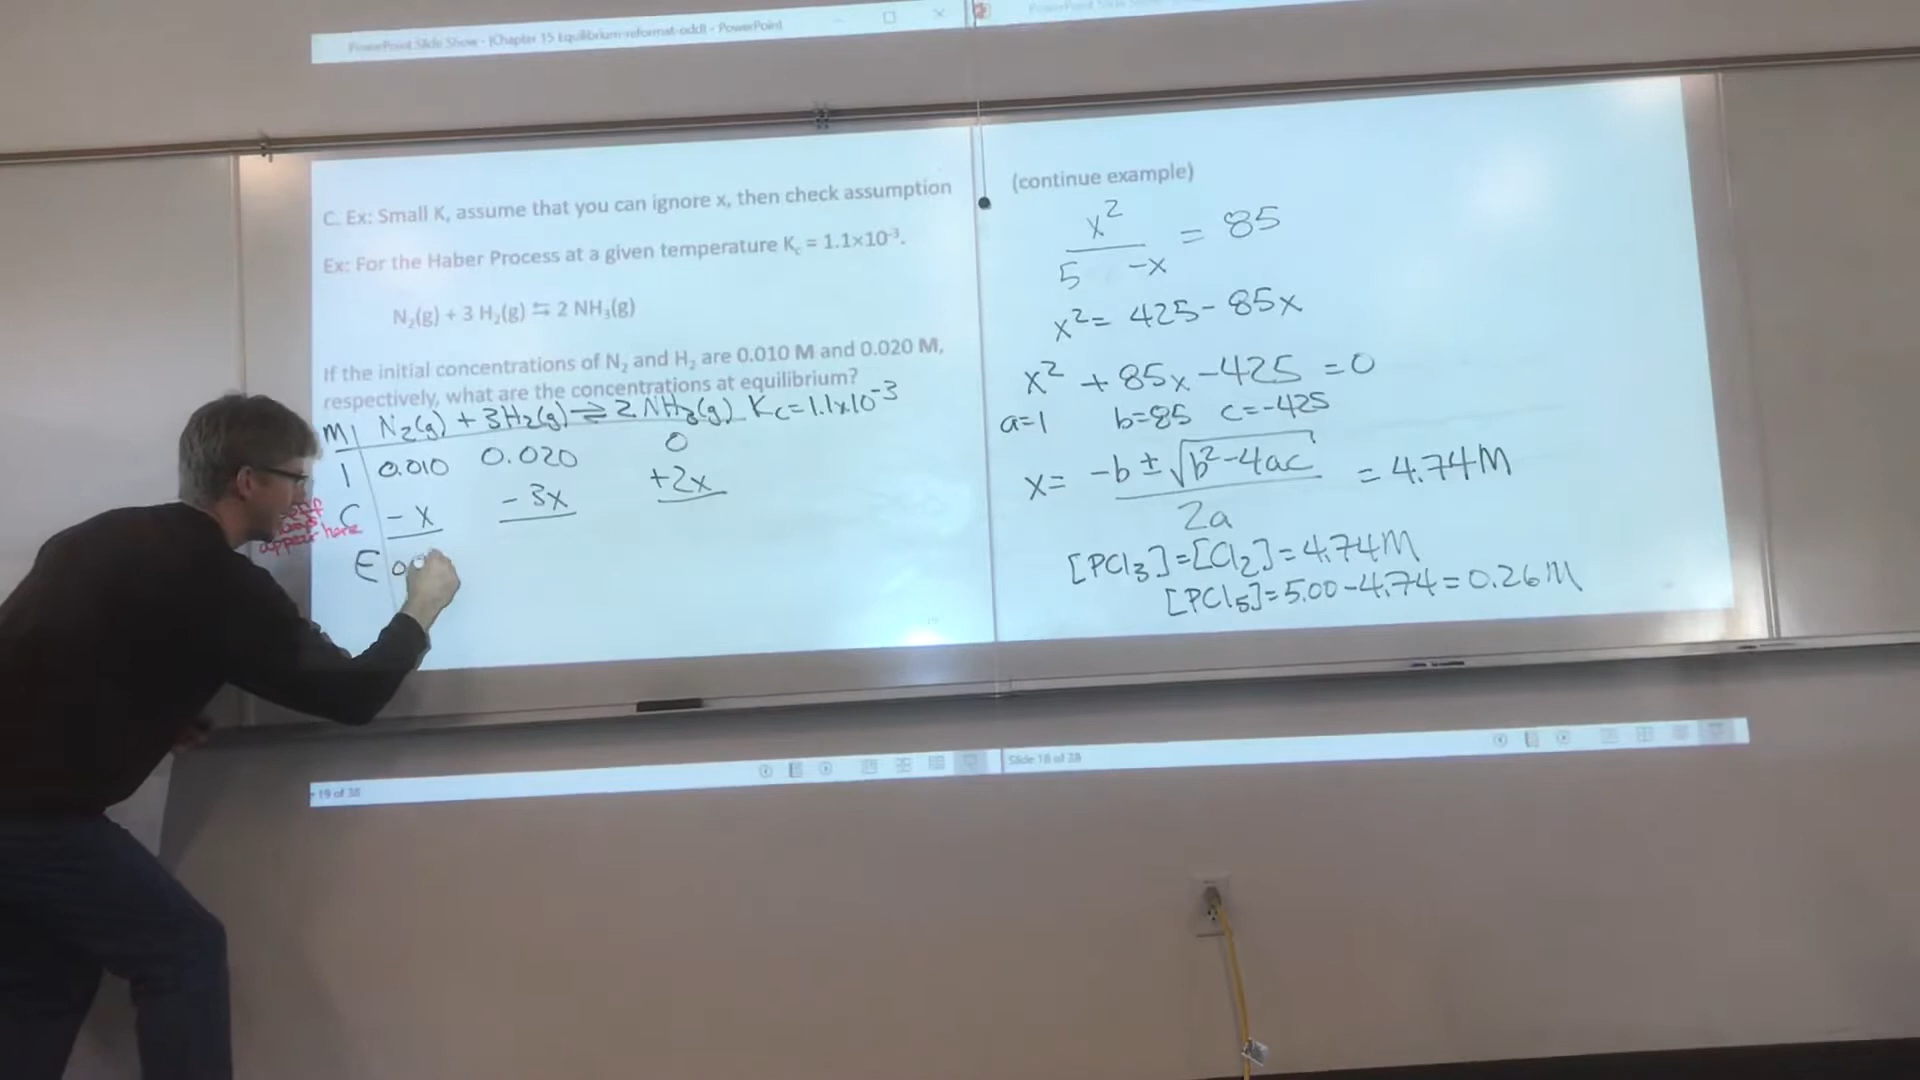 PowerPoint Slide Show - [Chapter 15 Equilibrium-reformat-odd] - PowerPoint
C. Ex: Small K, assume that you can ignore x, then check assumption
Ex: For the Haber Process at a given temperature Kc = 1.1×10⁻³.
N₂(g) + 3 H₂(g) ⇆ 2 NH₃(g)
If the initial concentrations of N₂ and H₂ are 0.010 M and 0.020 M,
respectively, what are the concentrations at equilibrium?
M | N₂(g) + 3H₂(g) ⇌ 2 NH₃(g) Kc = 1.1x10⁻³
I 0.010 0.020 0
C - x - 3x + 2x
appear here
E
19 of 38
(continue example)
x² / 5 - x = 85
x² = 425 - 85x
x² + 85x - 425 = 0
a=1 b=85 c=-425
x = -b ± √b² - 4ac / 2a = 4.74M
[PCl₃] = [Cl₂] = 4.74M
[PCl₅] = 5.00 - 4.74 = 0.26M
Slide 18 of 38